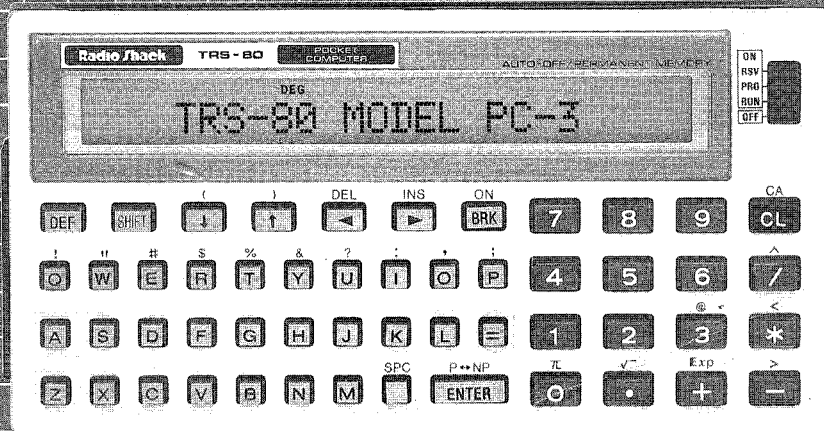 Radio Shack TRS-80 POCKET COMPUTER
AUTO-OFF/PERMANENT MEMORY
ON
RSV
PRO
RUN
OFF
DEG
TRS-80 MODEL PC-3
( ) DEL INS ON CA
DEF SHIFT ↓ ↑ ◄ ► BRK 7 8 9 CL
! " # $ % & ? : , ; ^
Q W E R T Y U I O P 4 5 6 /
@ <
A S D F G H J K L = 1 2 3 *
SPC P↔NP π √ Exp >
Z X C V B N M ENTER 0 . + -